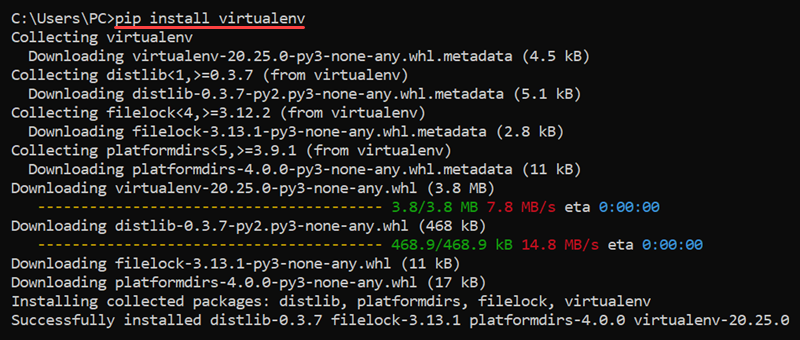 C:\Users\PC>pip install virtualenv
Collecting virtualenv
  Downloading virtualenv-20.25.0-py3-none-any.whl.metadata (4.5 kB)
Collecting distlib<1,>=0.3.7 (from virtualenv)
  Downloading distlib-0.3.7-py2.py3-none-any.whl.metadata (5.1 kB)
Collecting filelock<4,>=3.12.2 (from virtualenv)
  Downloading filelock-3.13.1-py3-none-any.whl.metadata (2.8 kB)
Collecting platformdirs<5,>=3.9.1 (from virtualenv)
  Downloading platformdirs-4.0.0-py3-none-any.whl.metadata (11 kB)
Downloading virtualenv-20.25.0-py3-none-any.whl (3.8 MB)
   ---------------------------------------- 3.8/3.8 MB 7.8 MB/s eta 0:00:00
Downloading distlib-0.3.7-py2.py3-none-any.whl (468 kB)
   ---------------------------------------- 468.9/468.9 kB 14.8 MB/s eta 0:00:00
Downloading filelock-3.13.1-py3-none-any.whl (11 kB)
Downloading platformdirs-4.0.0-py3-none-any.whl (17 kB)
Installing collected packages: distlib, platformdirs, filelock, virtualenv
Successfully installed distlib-0.3.7 filelock-3.13.1 platformdirs-4.0.0 virtualenv-20.25.0